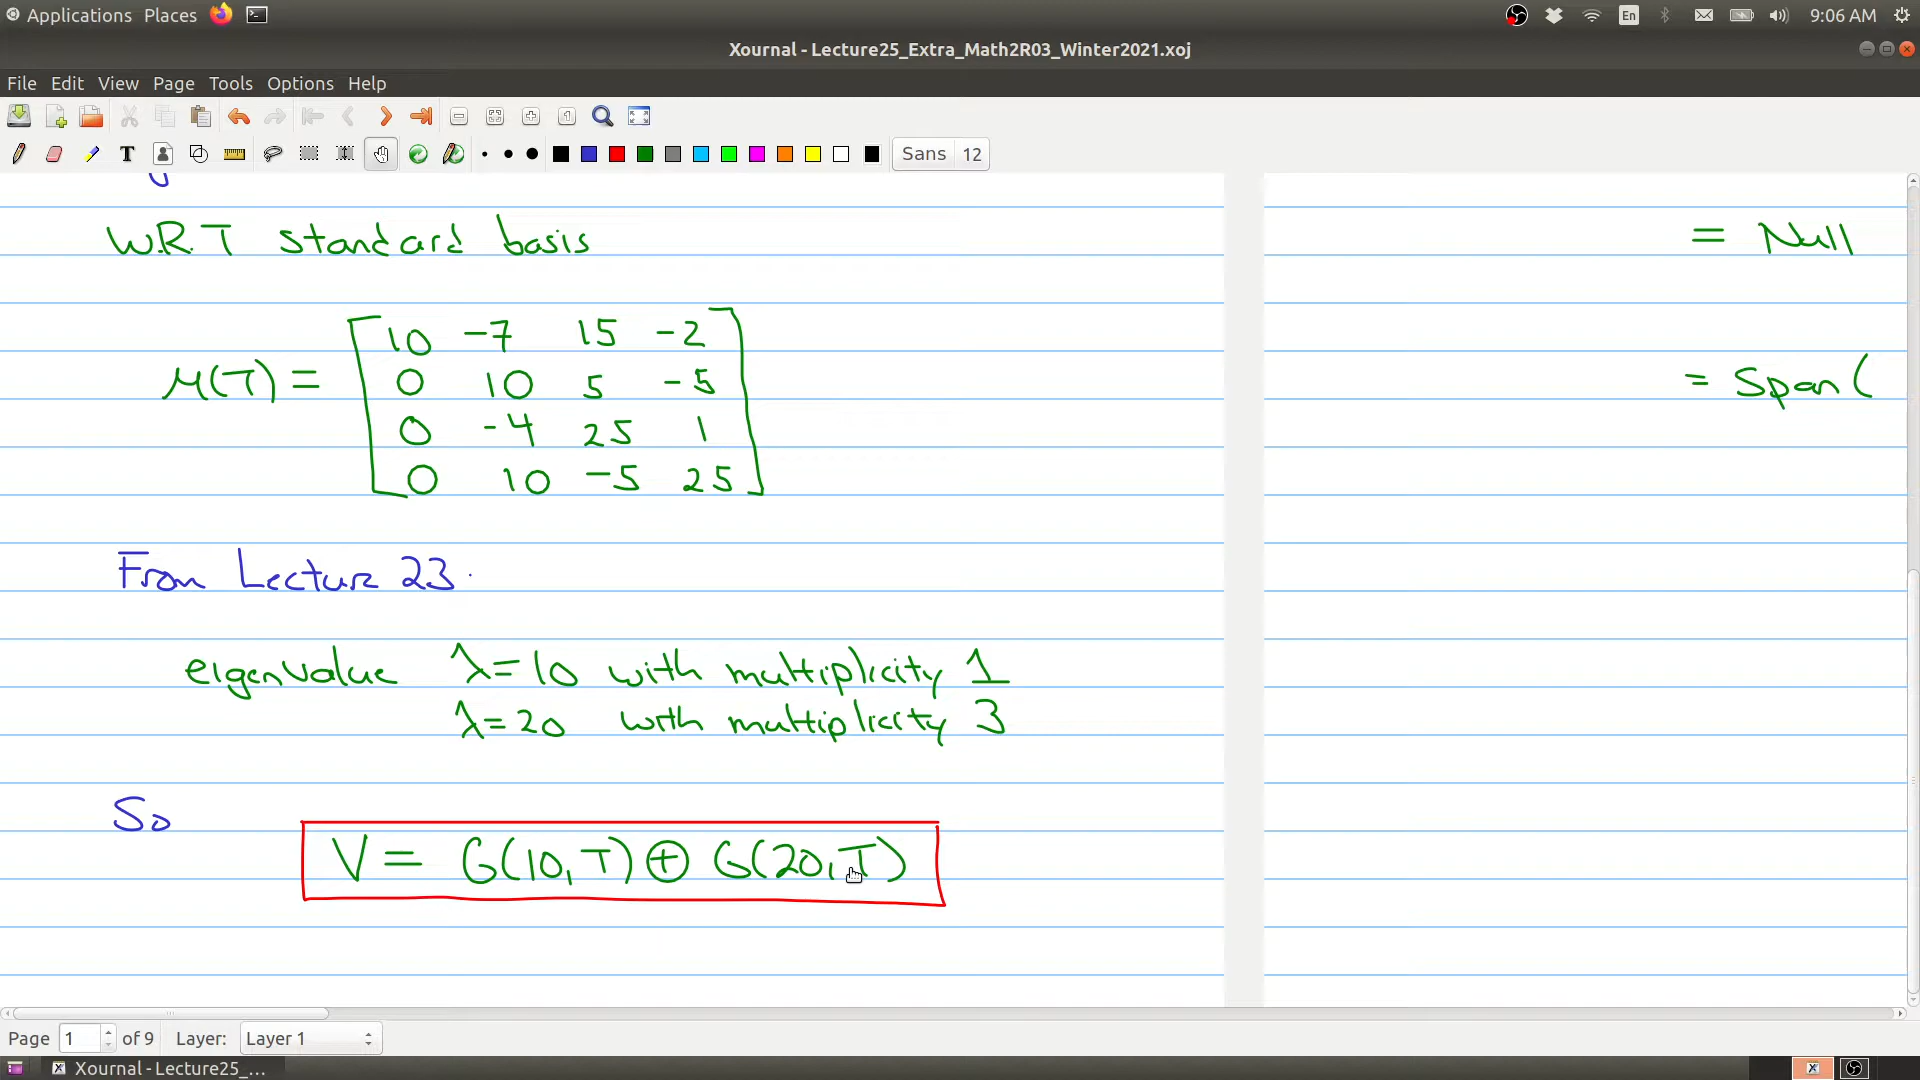 Applications Places En 9:06 AM
Xournal - Lecture25_Extra_Math2R03_Winter2021.xoj
File Edit View Page Tools Options Help
T Sans 12
W.R.T standard basis
M(T) =
10 -7 15 -2
0 10 5 -5
0 -4 25 1
0 10 -5 25
From Lecture 23.
eigenvalue λ=10 with multiplicity 1
λ=20 with multiplicity 3
So
V = G(10,T) ⊕ G(20,T)
= Null
= Span (
Page 1 of 9 Layer: Layer 1
Xournal - Lecture25_...